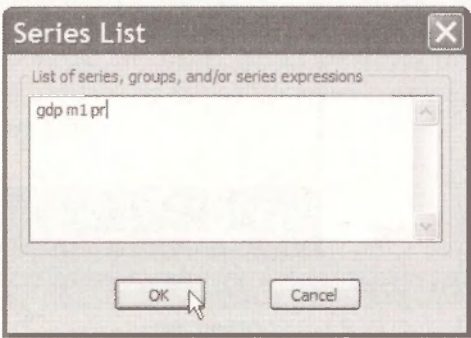 Series List
List of series, groups, and/or series expressions
gdp m1 pr
OK
Cancel